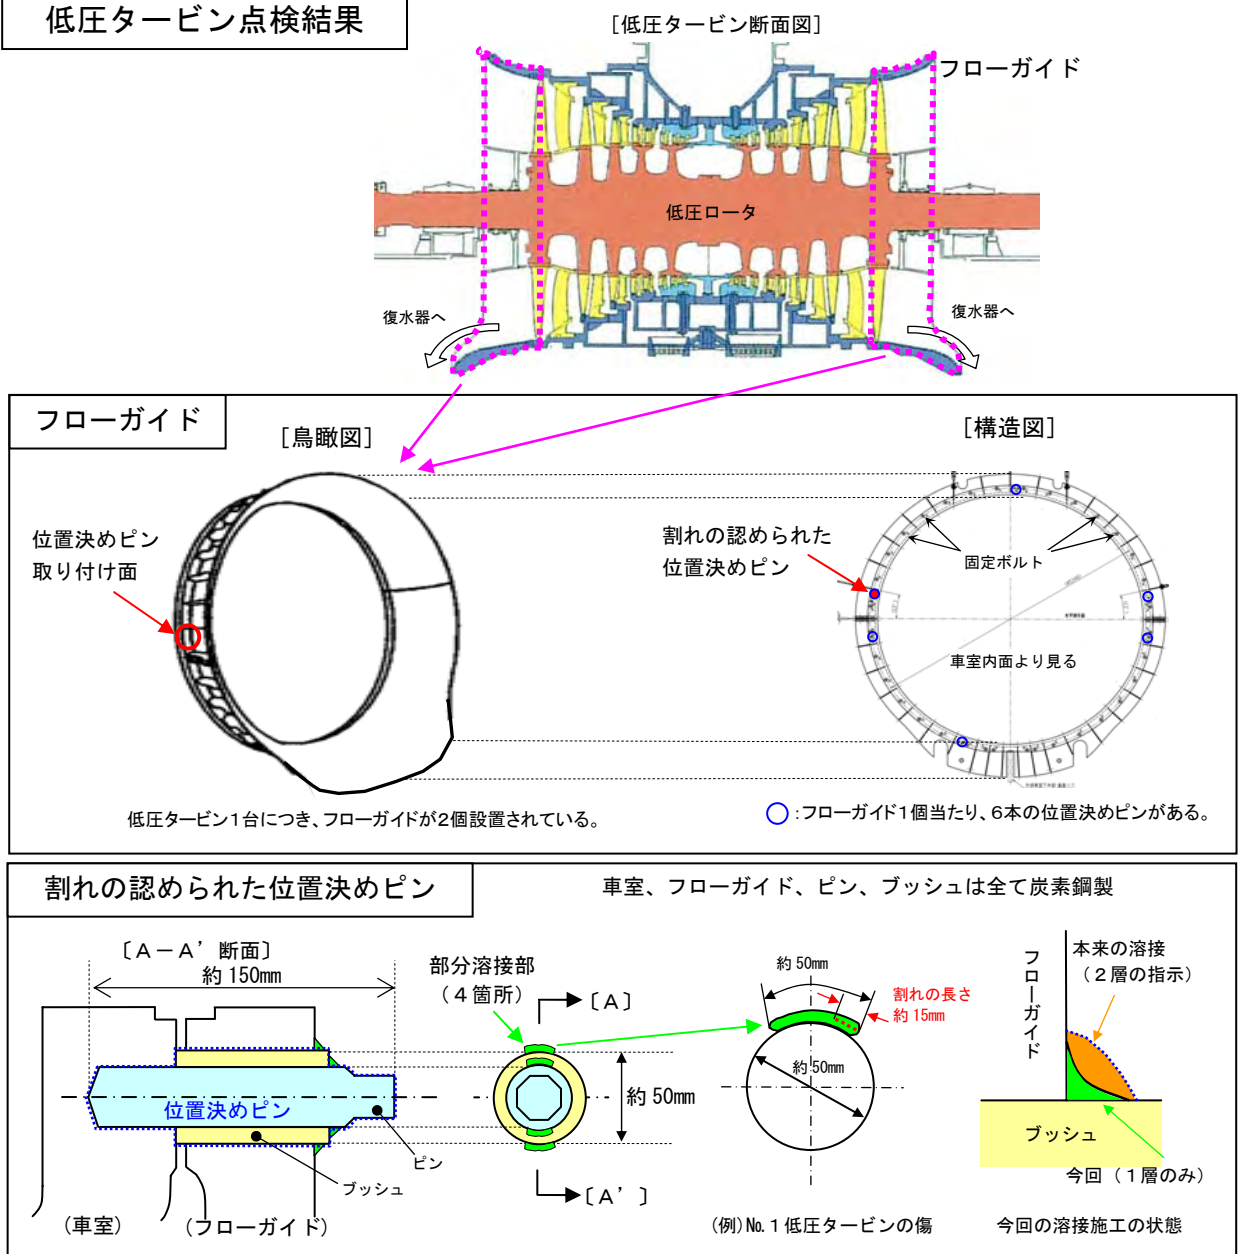 低圧タービン点検結果
［低圧タービン断面図］
フローガイド
低圧ロータ
復水器へ
復水器へ
フローガイド
［鳥瞰図］
［構造図］
位置決めピン
取り付け面
割れの認められた
位置決めピン
固定ボルト
車室内面より見る
低圧タービン１台につき、フローガイドが２個設置されている。
：フローガイド１個当たり、６本の位置決めピンがある。
割れの認められた位置決めピン
車室、フローガイド、ピン、ブッシュは全て炭素鋼製
〔Ａ－Ａ’断面〕
約 150mm
部分溶接部
（４箇所）
〔Ａ〕
約 50mm
割れの長さ
約 15mm
フローガイド
本来の溶接
（２層の指示）
位置決めピン
約 50mm
約 50mm
ブッシュ
ピン
ブッシュ
〔Ａ’〕
今回（１層のみ）
(車室)
(フローガイド)
(例) No.１低圧タービンの傷
今回の溶接施工の状態